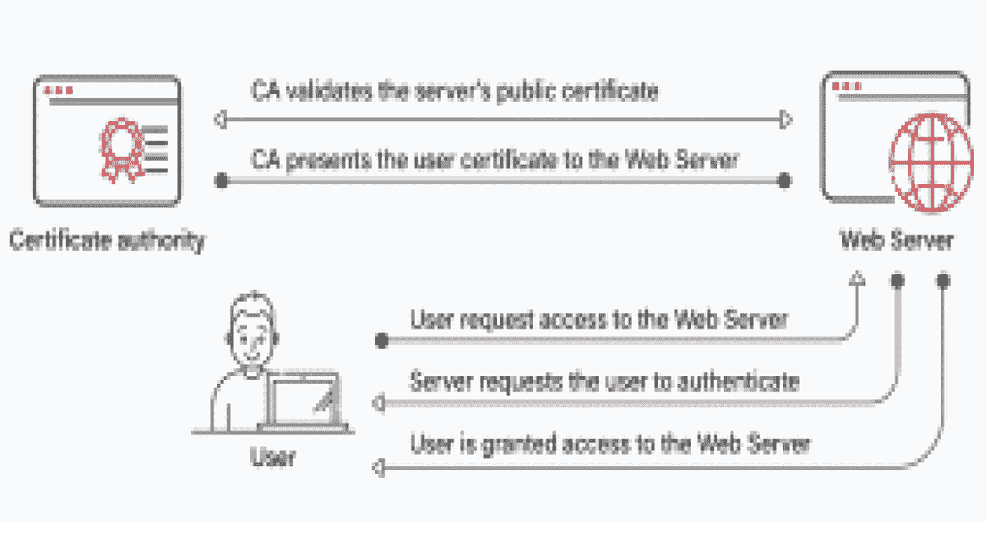 CA validates the server's public certificate
CA presents the user certificate to the Web Server
Certificate authority
Web Server
User request access to the Web Server
Server requests the user to authenticate
User is granted access to the Web Server
User